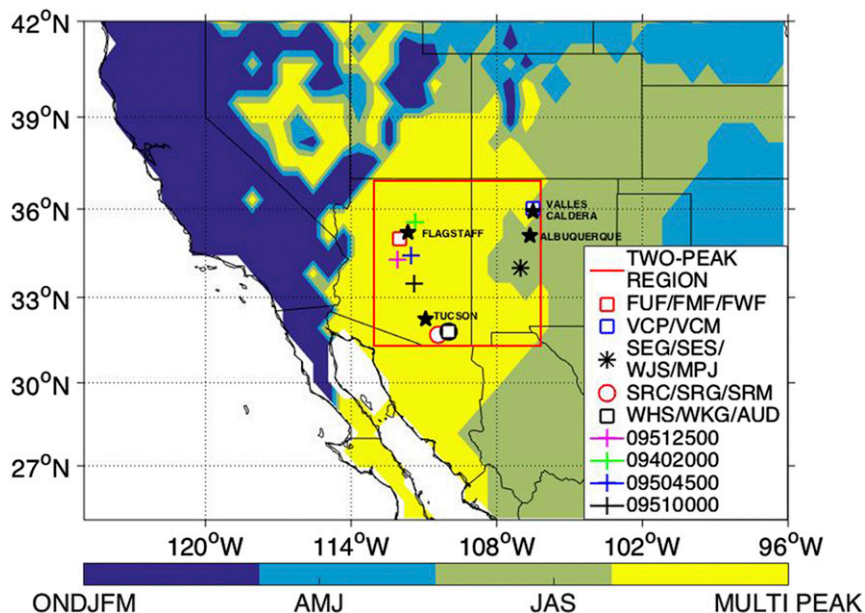 42°N
39°N
36°N
33°N
30°N
27°N
VALLES
CALDERA
FLAGSTAFF
ALBUQUERQUE
TUCSON
TWO-PEAK
REGION
FUF/FMF/FWF
VCP/VCM
SEG/SES/
WJS/MPJ
SRC/SRG/SRM
WHS/WKG/AUD
09512500
09402000
09504500
09510000
120°W 114°W 108°W 102°W 96°W
ONDJFM AMJ JAS MULTI PEAK